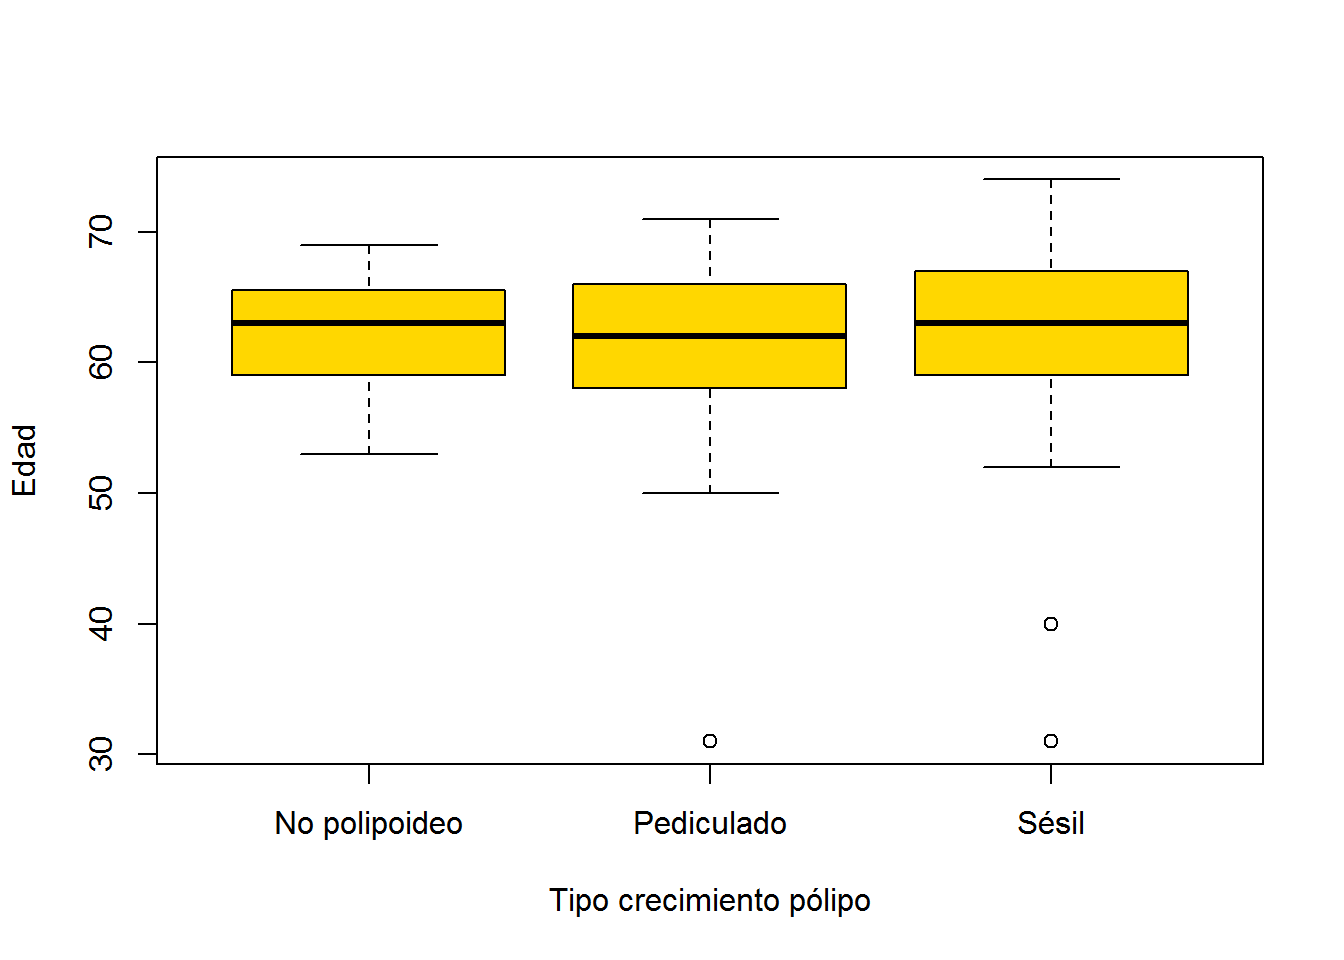 70
60
50
40
30
Edad
No polipoideo
Pediculado
Sésil
Tipo crecimiento pólipo